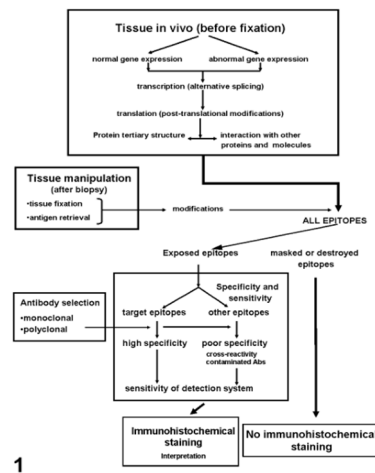 Tissue in vivo (before fixation)
normal gene expression
abnormal gene expression
transcription (alternative splicing)
translation (post-translational modifications)
Protein tertiary structure
interaction with other
proteins and molecules
Tissue manipulation
(after biopsy)
•tissue fixation
•antigen retrieval
modifications
ALL EPITOPES
Exposed epitopes
masked or destroyed
epitopes
Specificity and
sensitivity
Antibody selection
•monoclonal
•polyclonal
target epitopes
other epitopes
high specificity
poor specificity
cross-reactivity
contaminated Abs
sensitivity of detection system
Immunohistochemical
staining
Interpretation
No immunohistochemical
staining
1